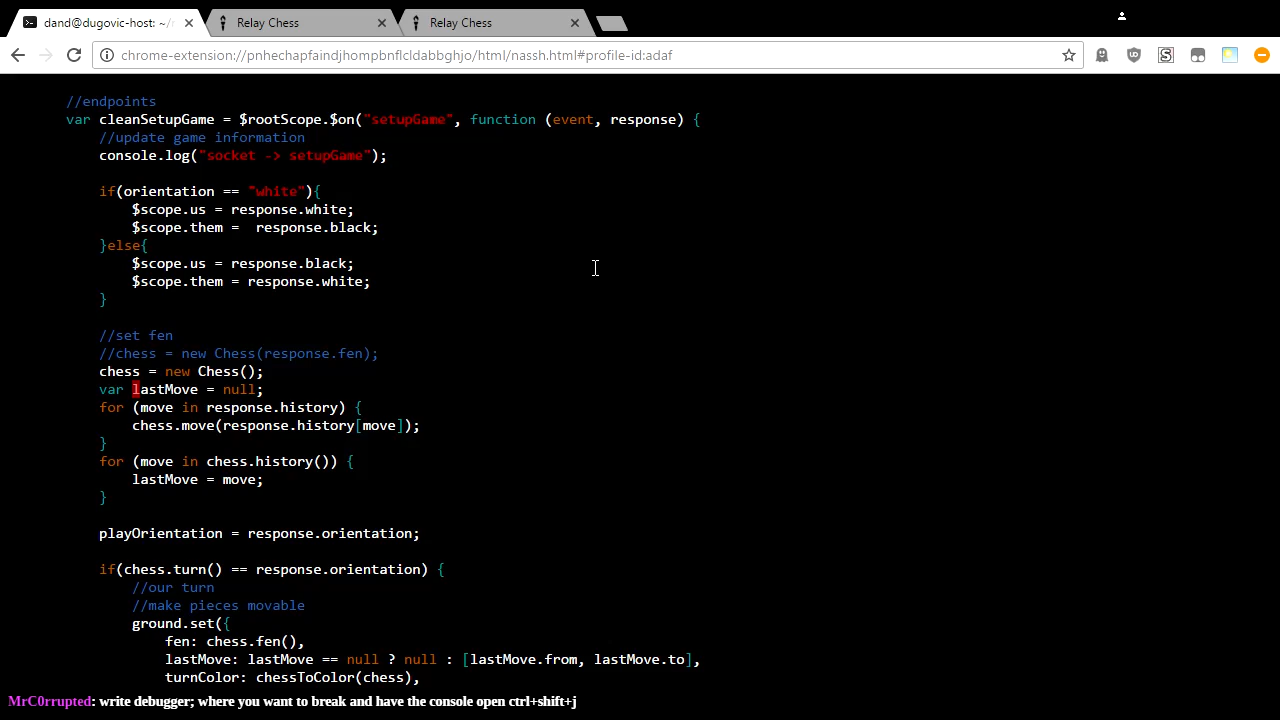 dand@dugovic-host: ~/r
Relay Chess
Relay Chess
chrome-extension://pnhechapfaindjhompbnflcldabbghjo/html/nassh.html#profile-id:adaf
//endpoints
var cleanSetupGame = $rootScope.$on("setupGame", function (event, response) {
//update game information
console.log("socket -> setupGame");
if(orientation == "white"){
$scope.us = response.white;
$scope.them =  response.black;
}else{
$scope.us = response.black;
$scope.them = response.white;
}
//set fen
//chess = new Chess(response.fen);
chess = new Chess();
var lastMove = null;
for (move in response.history) {
chess.move(response.history[move]);
}
for (move in chess.history()) {
lastMove = move;
}
playOrientation = response.orientation;
if(chess.turn() == response.orientation) {
//our turn
//make pieces movable
ground.set({
fen: chess.fen(),
lastMove: lastMove == null ? null : [lastMove.from, lastMove.to],
turnColor: chessToColor(chess),
MrC0rrupted: write debugger; where you want to break and have the console open ctrl+shift+j